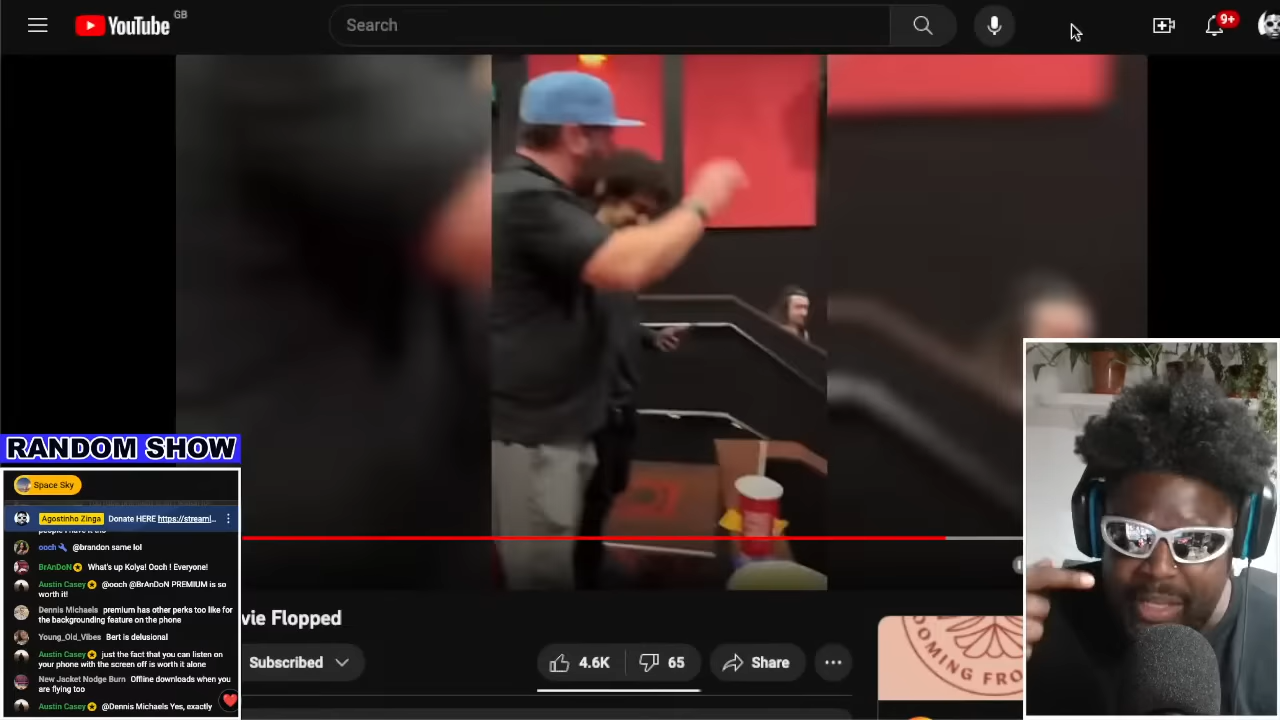 YouTube
GB
Search
9+
RANDOM SHOW
Space Sky
Agostinho Zinga Donate HERE https://streaml...
ooch @brandon same lol
BrAnDoN What's up Koiya! Ooch ! Everyone!
Austin Casey @ooch @BrAnDoN PREMIUM is so
worth it!
Dennis Michaels premium has other perks too like for
the backgrounding feature on the phone
Young_Old_Vibes Bert is delusional
Austin Casey just the fact that you can listen on
your phone with the screen off is worth it alone
New Jacket Nodge Burn Offline downloads when you
are flying too
Austin Casey @Dennis Michaels Yes, exactly
vie Flopped
Subscribed
4.6K
65
Share
OOMING FRO